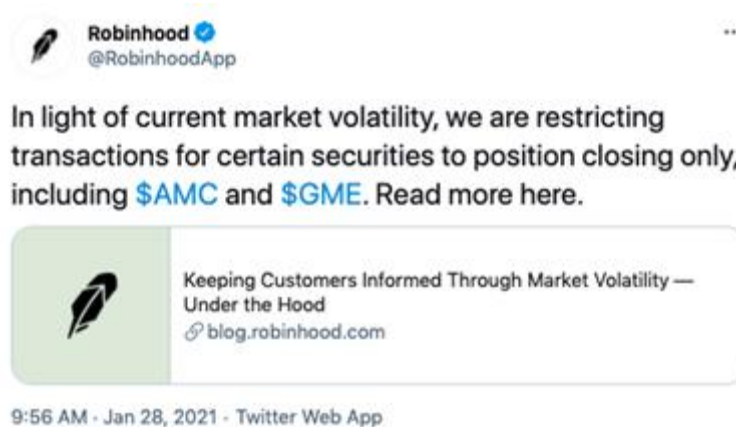 Robinhood
@RobinhoodApp
In light of current market volatility, we are restricting
transactions for certain securities to position closing only,
including $AMC and $GME. Read more here.
Keeping Customers Informed Through Market Volatility —
Under the Hood
blog.robinhood.com
9:56 AM · Jan 28, 2021 · Twitter Web App